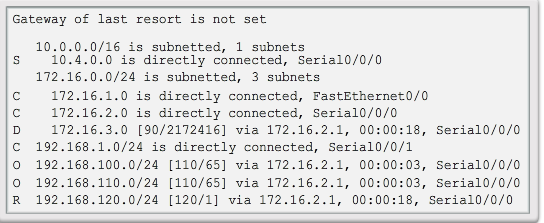 Gateway of last resort is not set
10.0.0.0/16 is subnetted, 1 subnets
S 10.4.0.0 is directly connected, Serial0/0/0
172.16.0.0/24 is subnetted, 3 subnets
C 172.16.1.0 is directly connected, FastEthernet0/0
C 172.16.2.0 is directly connected, Serial0/0/0
D 172.16.3.0 [90/2172416] via 172.16.2.1, 00:00:18, Serial0/0/0
C 192.168.1.0/24 is directly connected, Serial0/0/1
O 192.168.100.0/24 [110/65] via 172.16.2.1, 00:00:03, Serial0/0/0
O 192.168.110.0/24 [110/65] via 172.16.2.1, 00:00:03, Serial0/0/0
R 192.168.120.0/24 [120/1] via 172.16.2.1, 00:00:18, Serial0/0/0